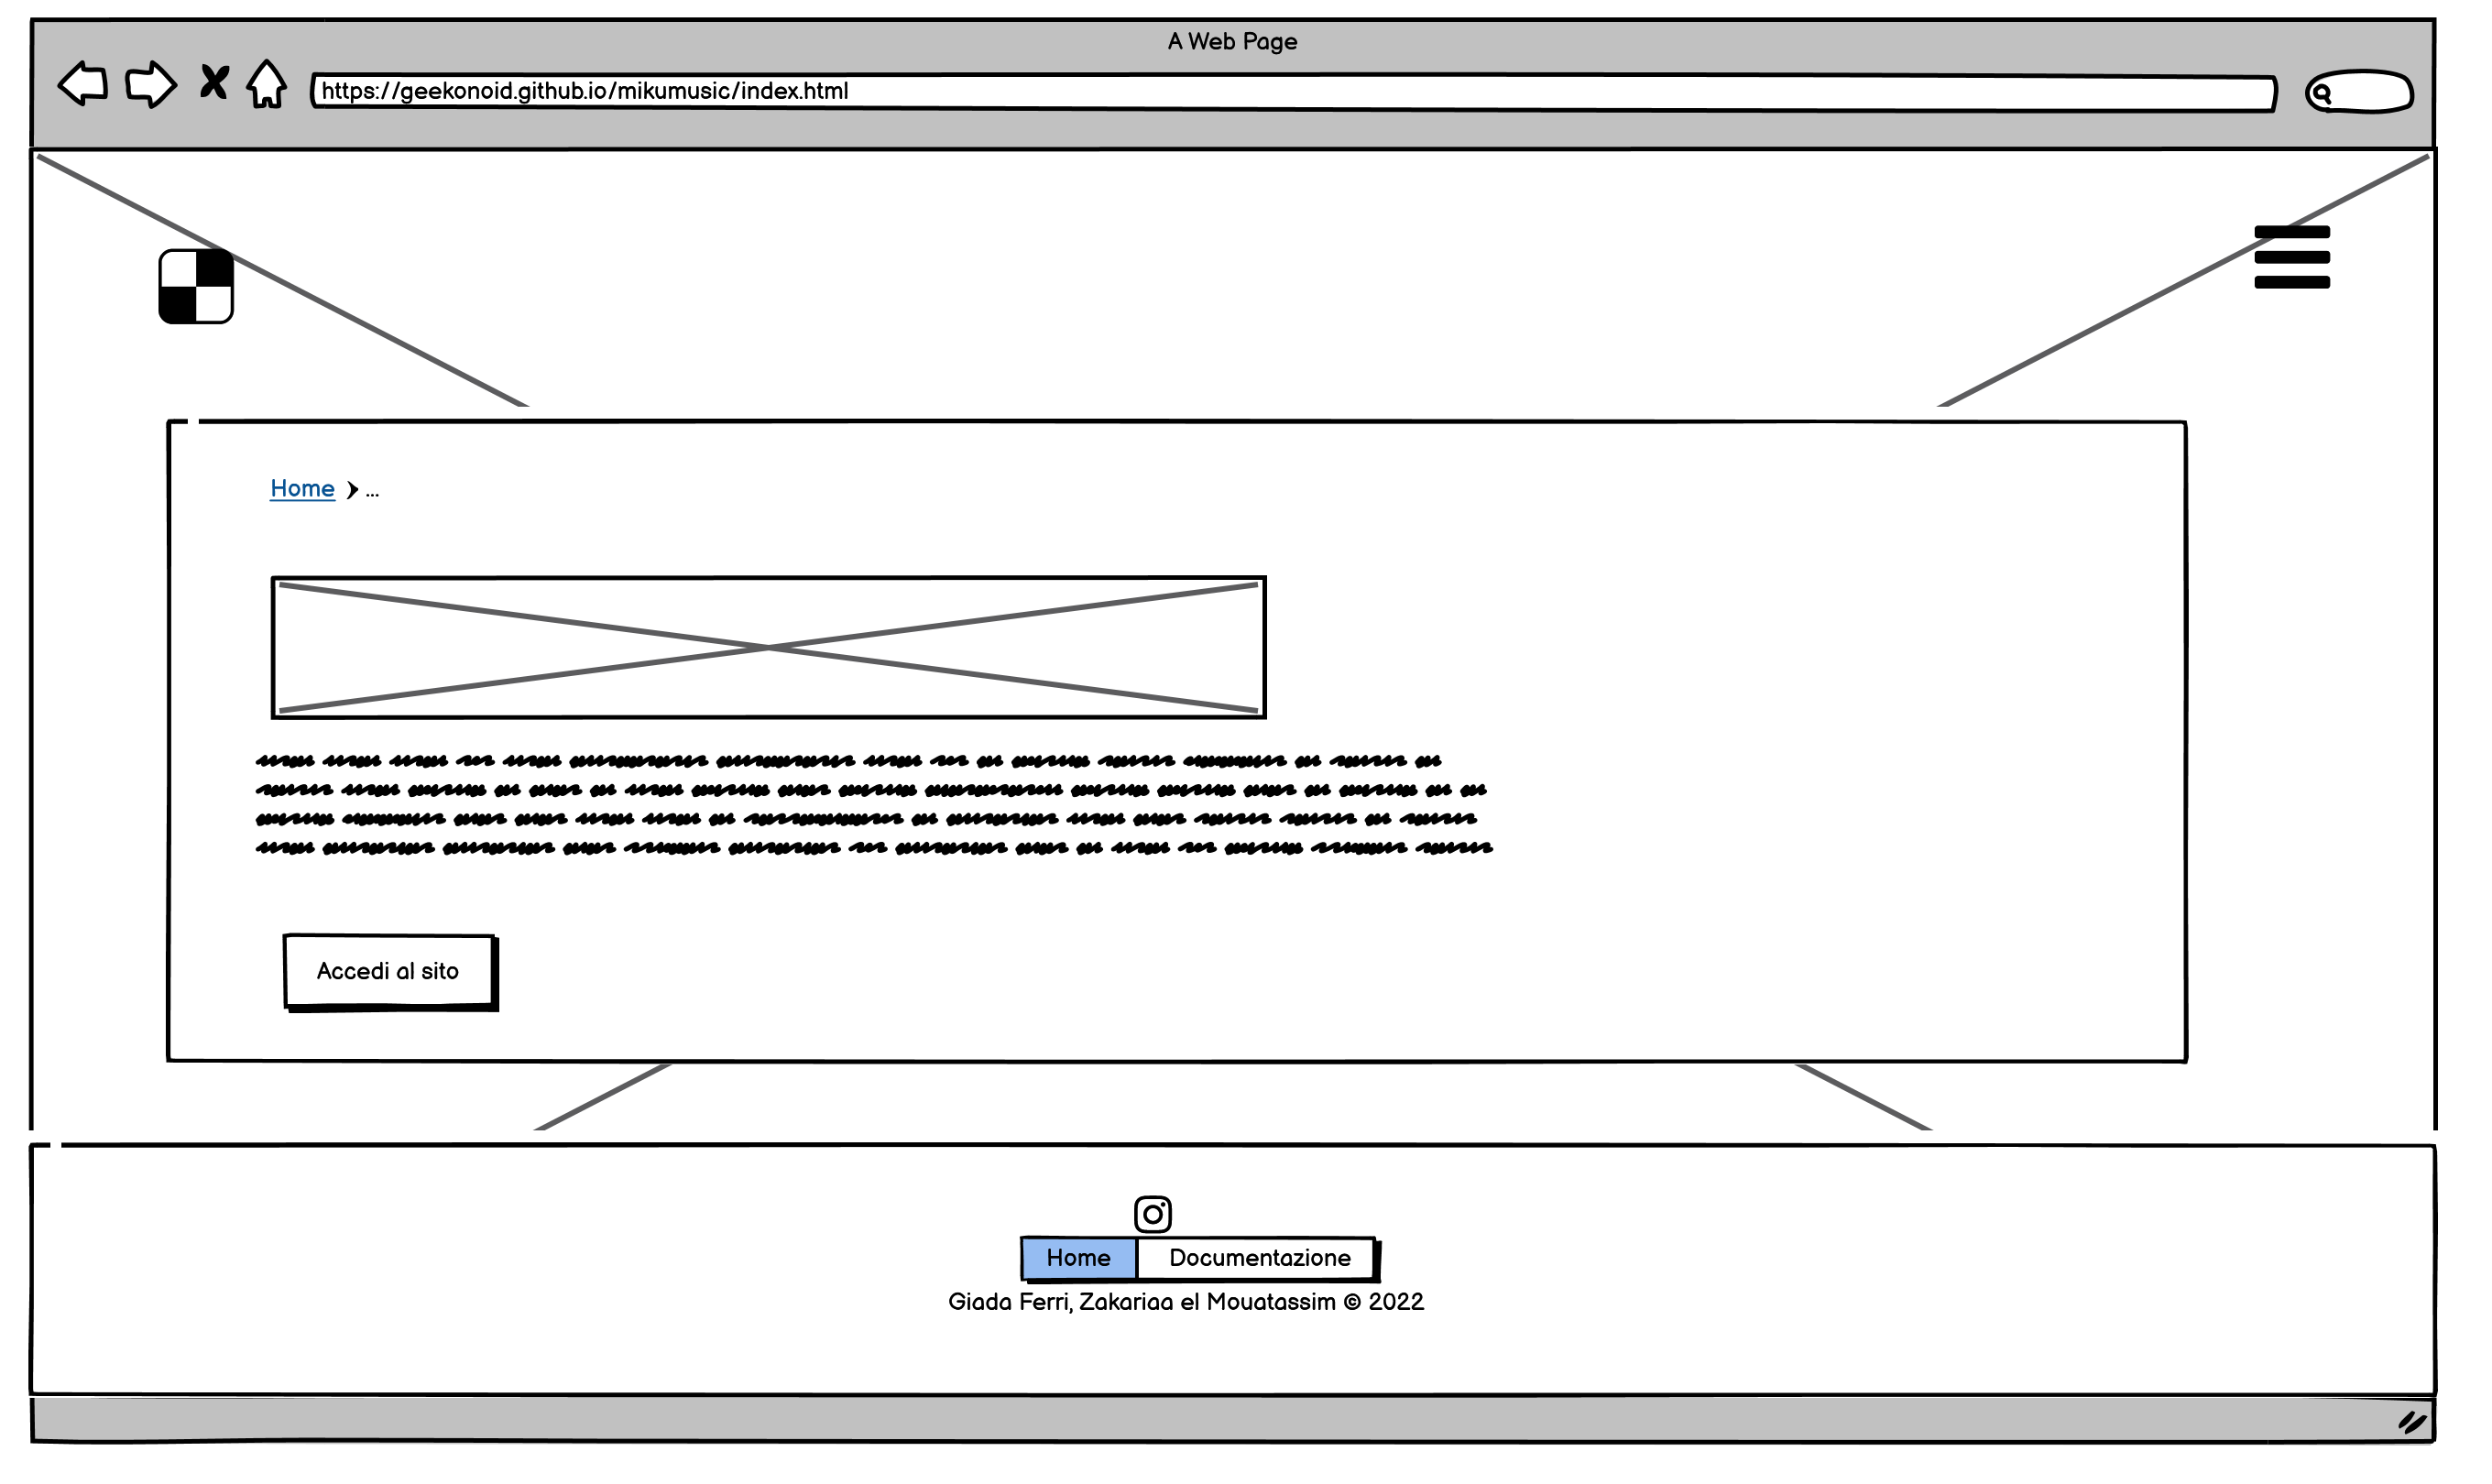 A Web Page
https://geekonoid.github.io/mikumusic/index.html
Home > ...
Accedi al sito
Home Documentazione
Giada Ferri, Zakariaa el Mouatassim © 2022